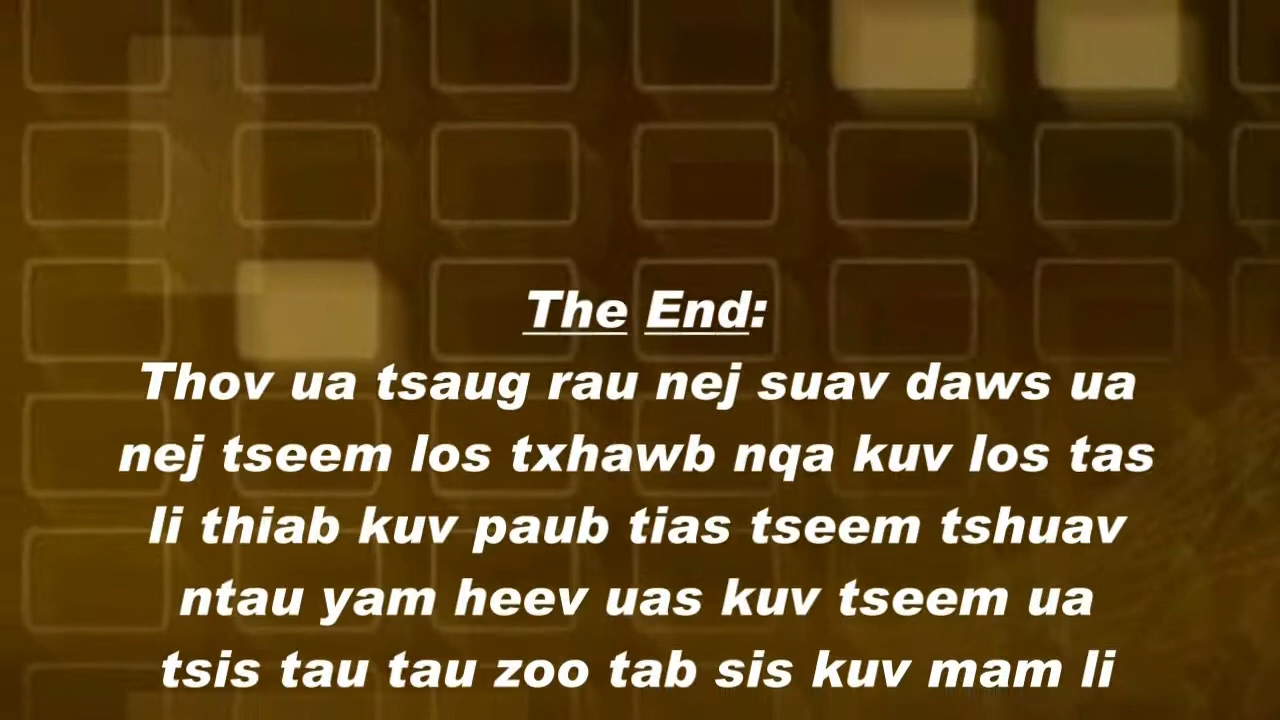 The End:
Thov ua tsaug rau nej suav daws ua
nej tseem los txhawb nqa kuv los tas
li thiab kuv paub tias tseem tshuav
ntau yam heev uas kuv tseem ua
tsis tau tau zoo tab sis kuv mam li